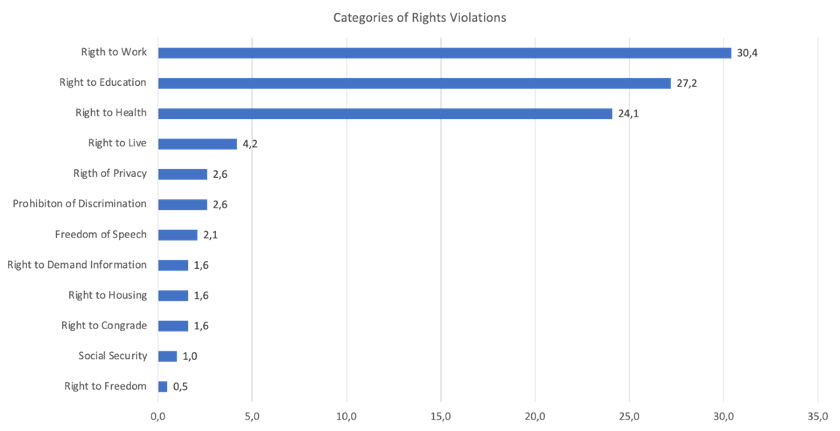 Categories of Rights Violations
Rigth to Work 30,4
Right to Education 27,2
Right to Health 24,1
Right to Live 4,2
Rigth of Privacy 2,6
Prohibiton of Discrimination 2,6
Freedom of Speech 2,1
Right to Demand Information 1,6
Right to Housing 1,6
Right to Congrade 1,6
Social Security 1,0
Right to Freedom 0,5
0,0 5,0 10,0 15,0 20,0 25,0 30,0 35,0